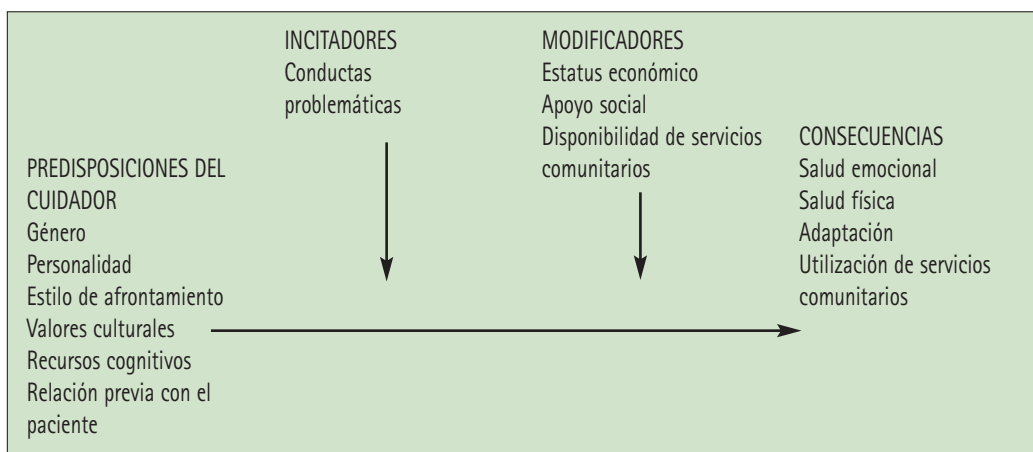 INCITADORES
Conductas
problemáticas
MODIFICADORES
Estatus económico
Apoyo social
Disponibilidad de servicios
comunitarios
PREDISPOSICIONES DEL
CUIDADOR
Género
Personalidad
Estilo de afrontamiento
Valores culturales
Recursos cognitivos
Relación previa con el
paciente
CONSECUENCIAS
Salud emocional
Salud física
Adaptación
Utilización de servicios
comunitarios